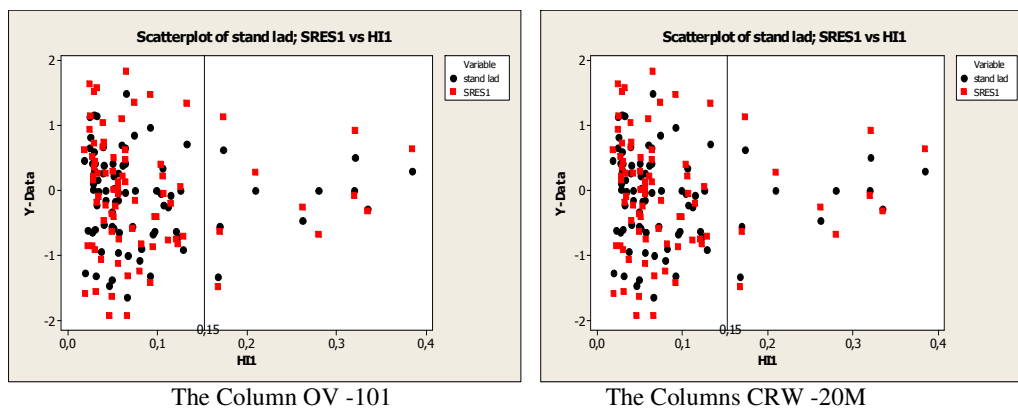 Scatterplot of stand lad; SRES1 vs HI1
2
1
0
-1
-2
Y-Data
0,0
0,1
0,15
0,2
0,3
0,4
HI1
Variable
stand lad
SRES1
The Column OV -101
Scatterplot of stand lad; SRES1 vs HI1
2
1
0
-1
-2
Y-Data
0,0
0,1
0,15
0,2
0,3
0,4
HI1
Variable
stand lad
SRES1
The Columns CRW -20M